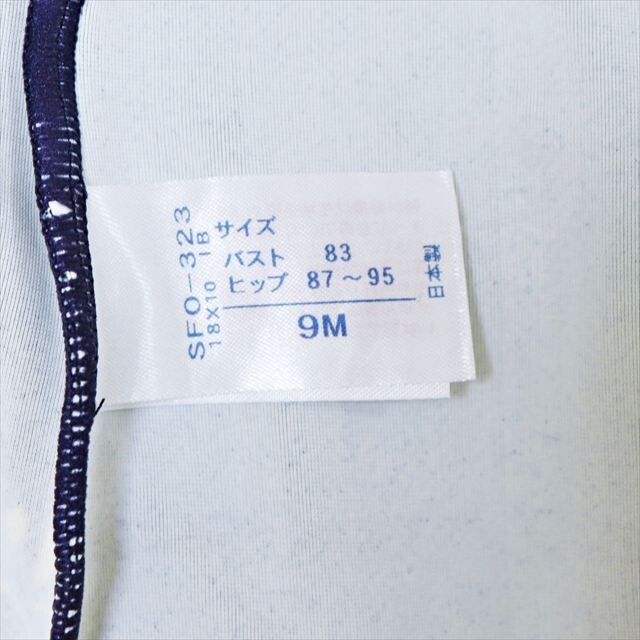 SFO-323
18X10 1B
サイズ
バスト 83
ヒップ 87～95
9M
日本製